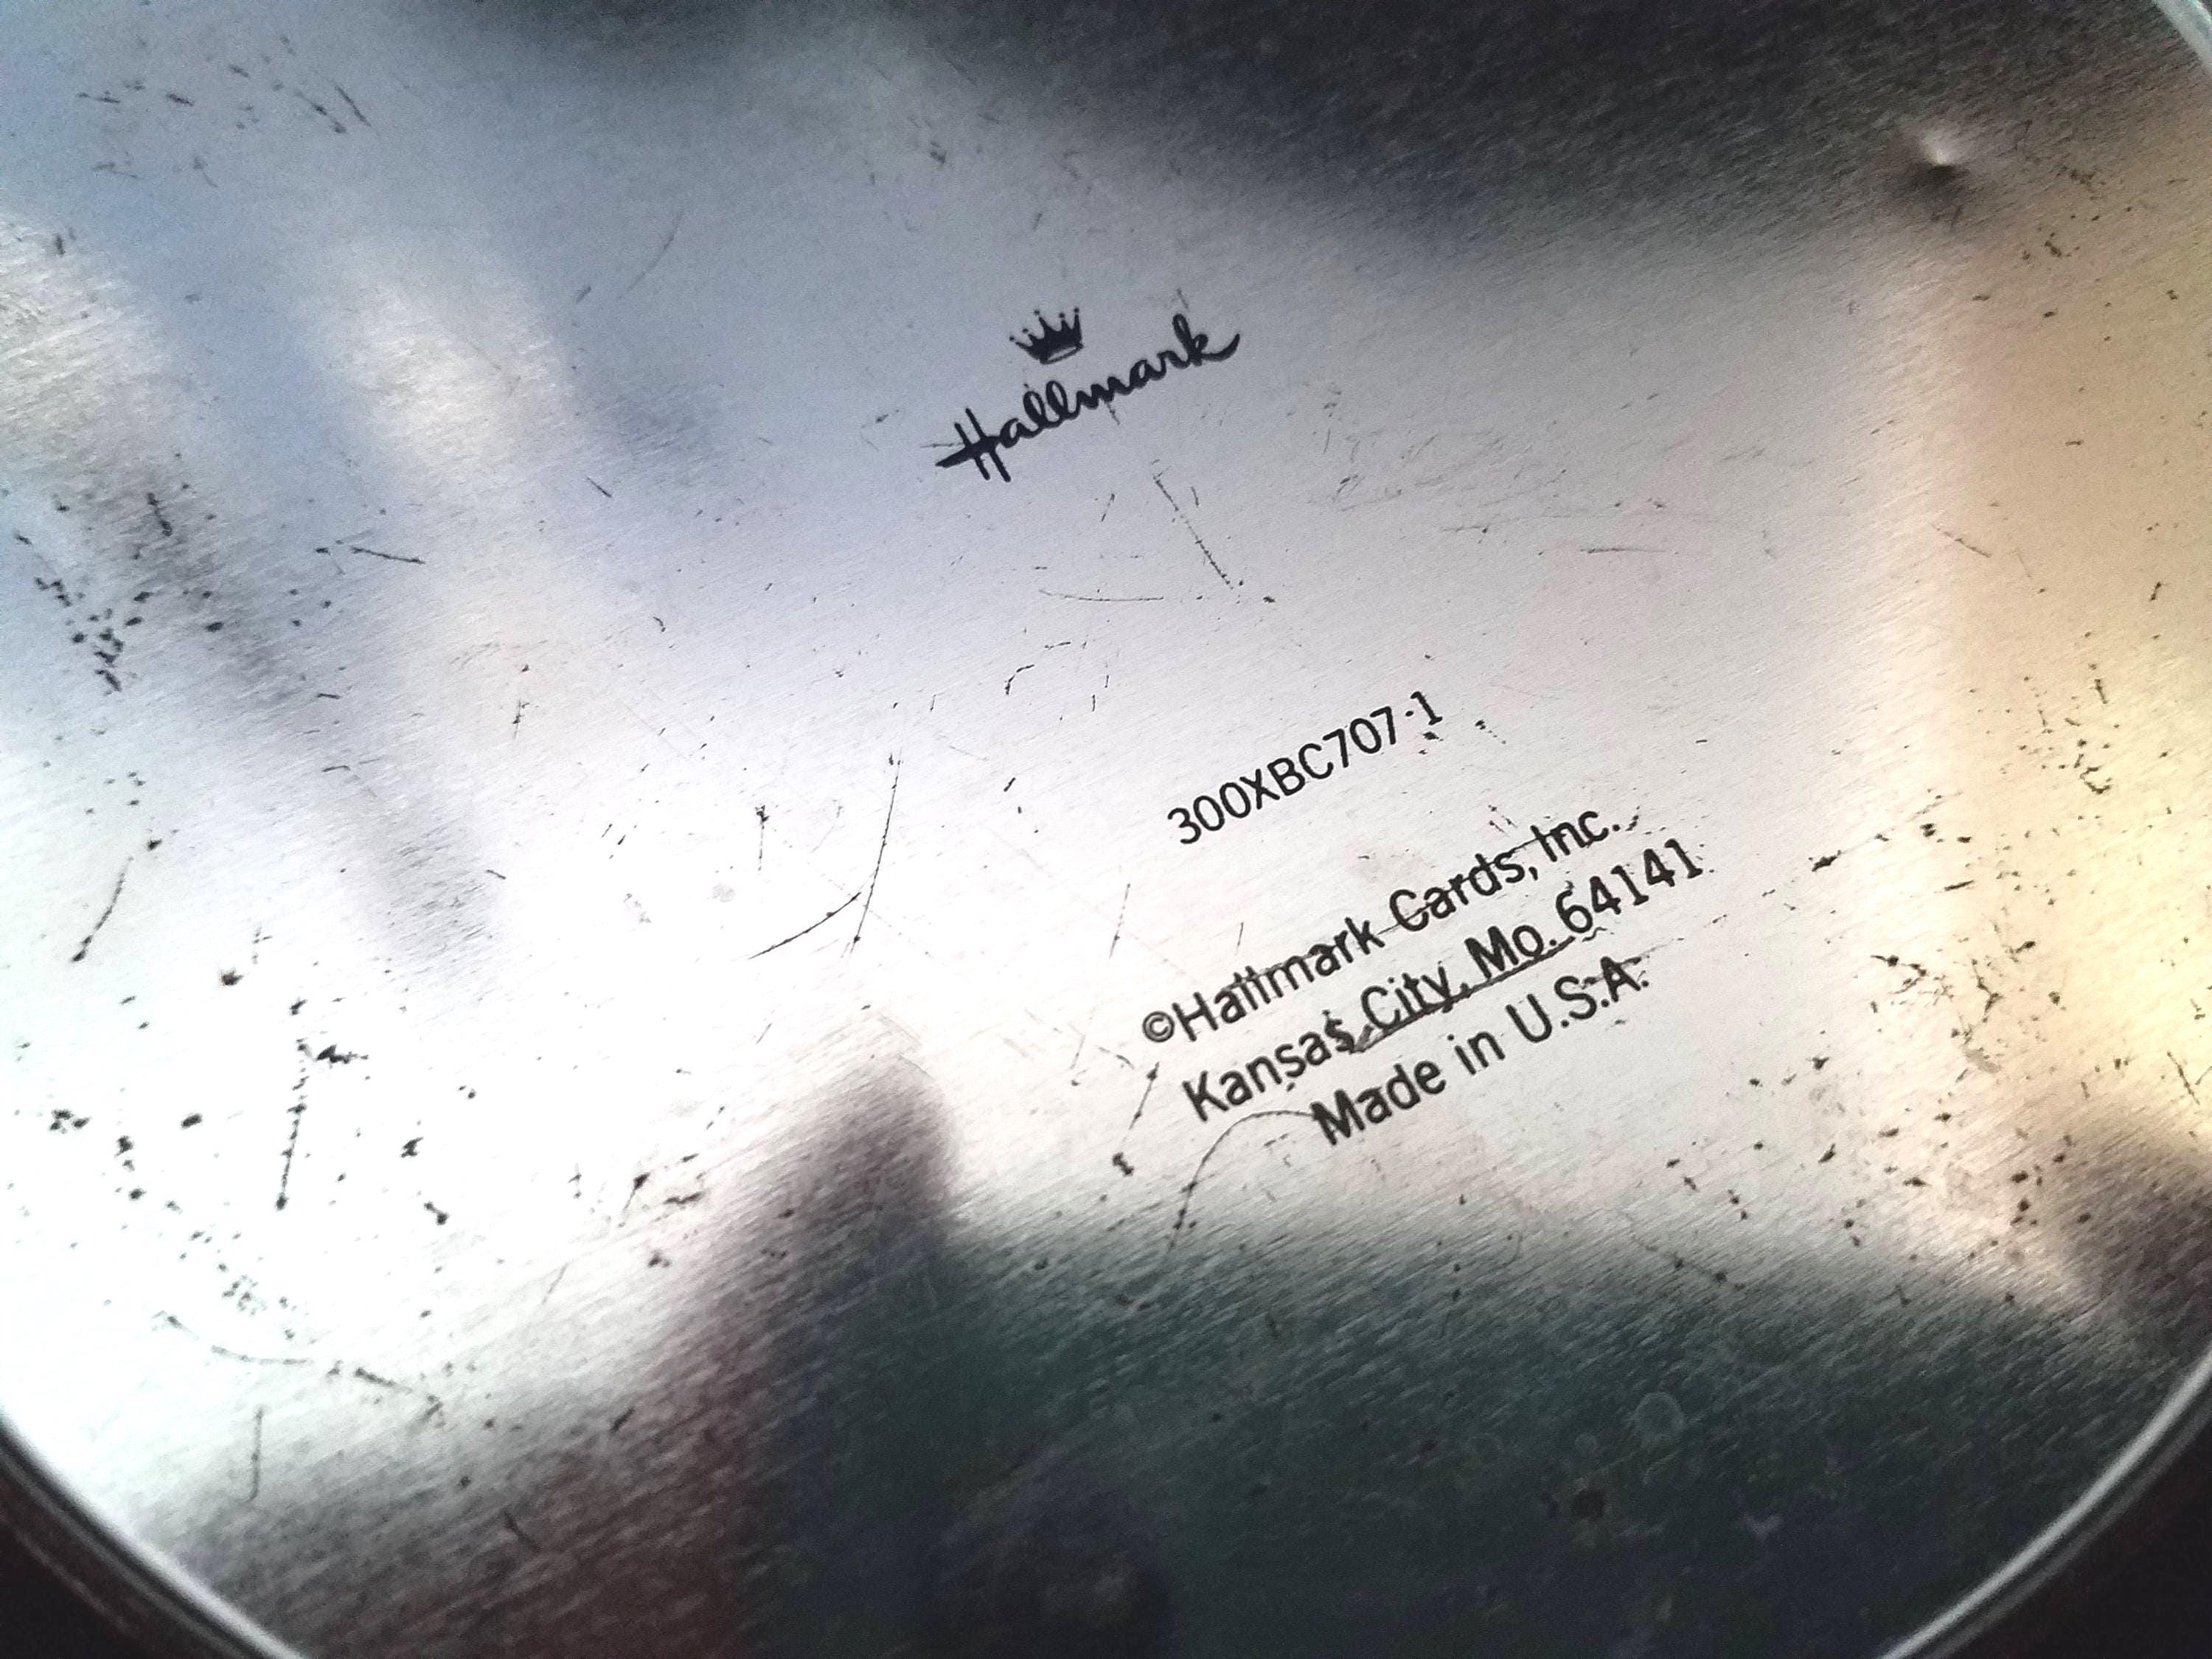 Hallmark
300XBC707-1
©Hallmark Cards, Inc.
Kansas City, Mo. 64141
Made in U.S.A.